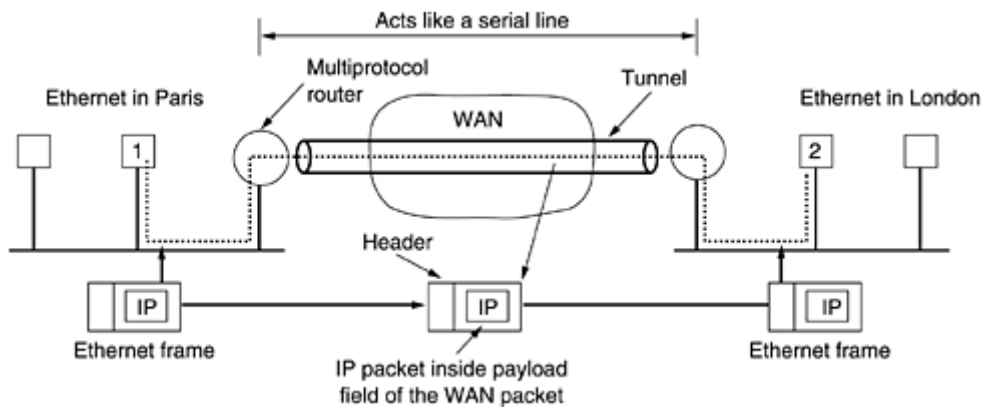 Acts like a serial line
Multiprotocol
router
Tunnel
Ethernet in Paris
WAN
Ethernet in London
1
2
Header
IP
IP
IP
Ethernet frame
IP packet inside payload
field of the WAN packet
Ethernet frame